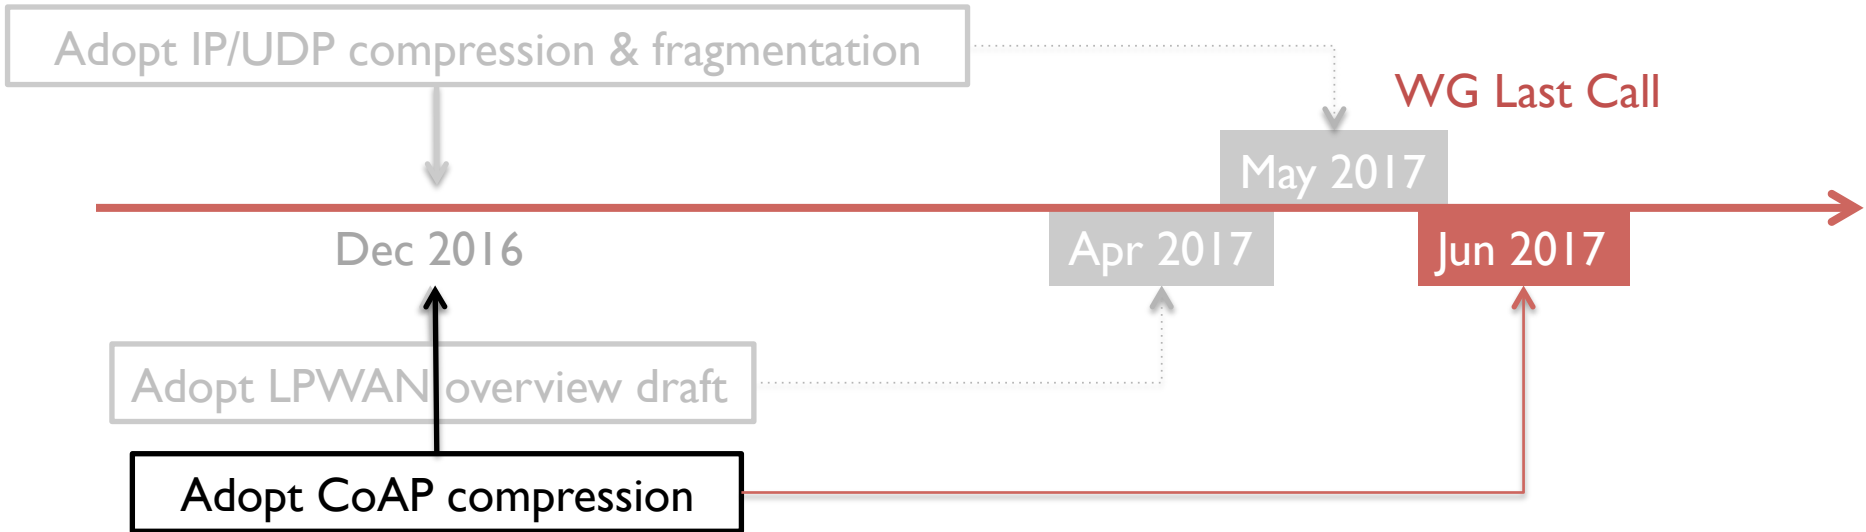 Adopt IP/UDP compression & fragmentation
WG Last Call
May 2017
Dec 2016
Apr 2017
Jun 2017
Adopt LPWAN overview draft
Adopt CoAP compression